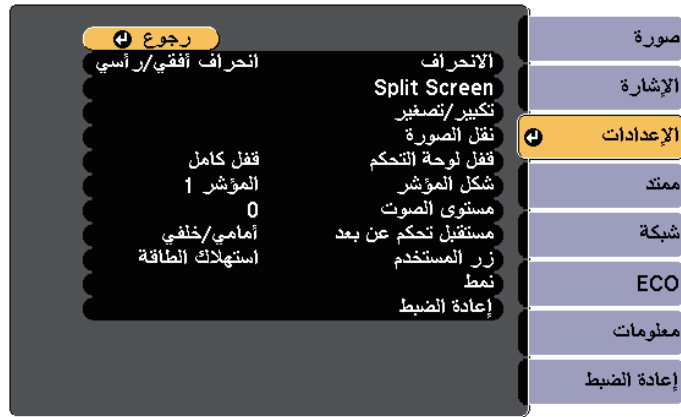 صورة
الإشارة
الإعدادات
ممتد
شبكة
ECO
معلومات
إعادة الضبط
رجوع
الانحراف انحراف أفقي/رأسي
Split Screen
تكبير/تصغير
نقل الصورة
قفل لوحة التحكم قفل كامل
شكل المؤشر المؤشر 1
مستوى الصوت 0
مستقبل تحكم عن بعد أمامي/خلفي
زر المستخدم استهلاك الطاقة
نمط
إعادة الضبط